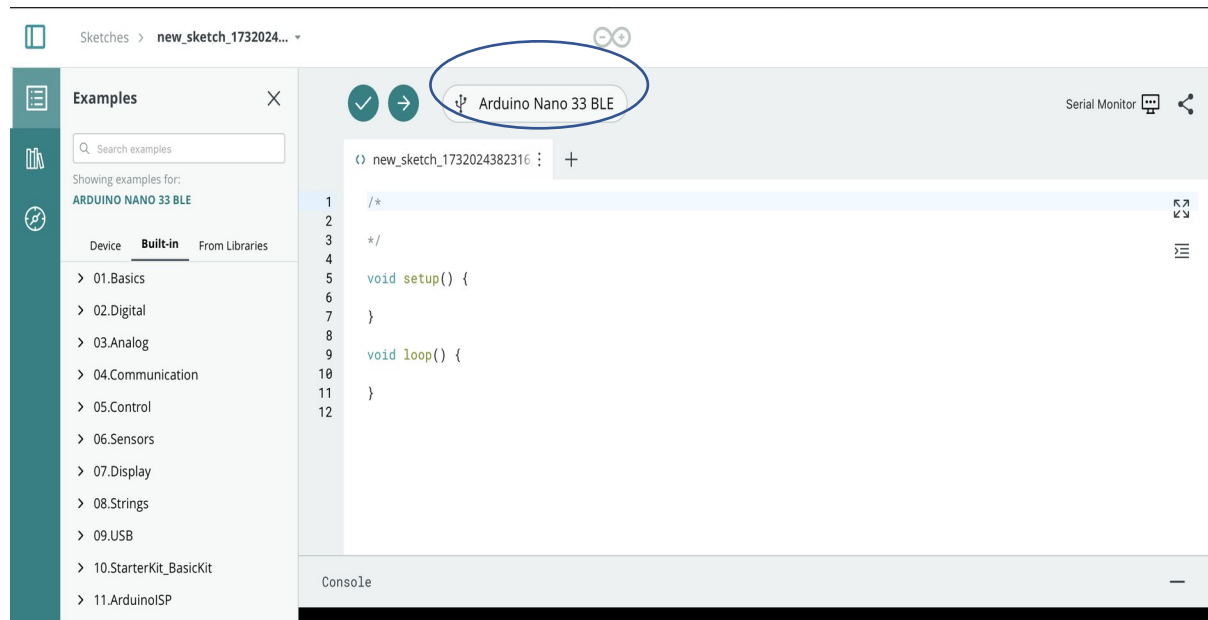 Sketches > new_sketch_1732024...
Examples
Search examples
Showing examples for:
ARDUINO NANO 33 BLE
Device Built-in From Libraries
> 01.Basics
> 02.Digital
> 03.Analog
> 04.Communication
> 05.Control
> 06.Sensors
> 07.Display
> 08.Strings
> 09.USB
> 10.StarterKit_BasicKit
> 11.ArduinoISP
Arduino Nano 33 BLE
Serial Monitor
new_sketch_1732024382316
1 /*
2
3 */
4
5 void setup() {
6
7 }
8
9 void loop() {
10
11 }
12
Console